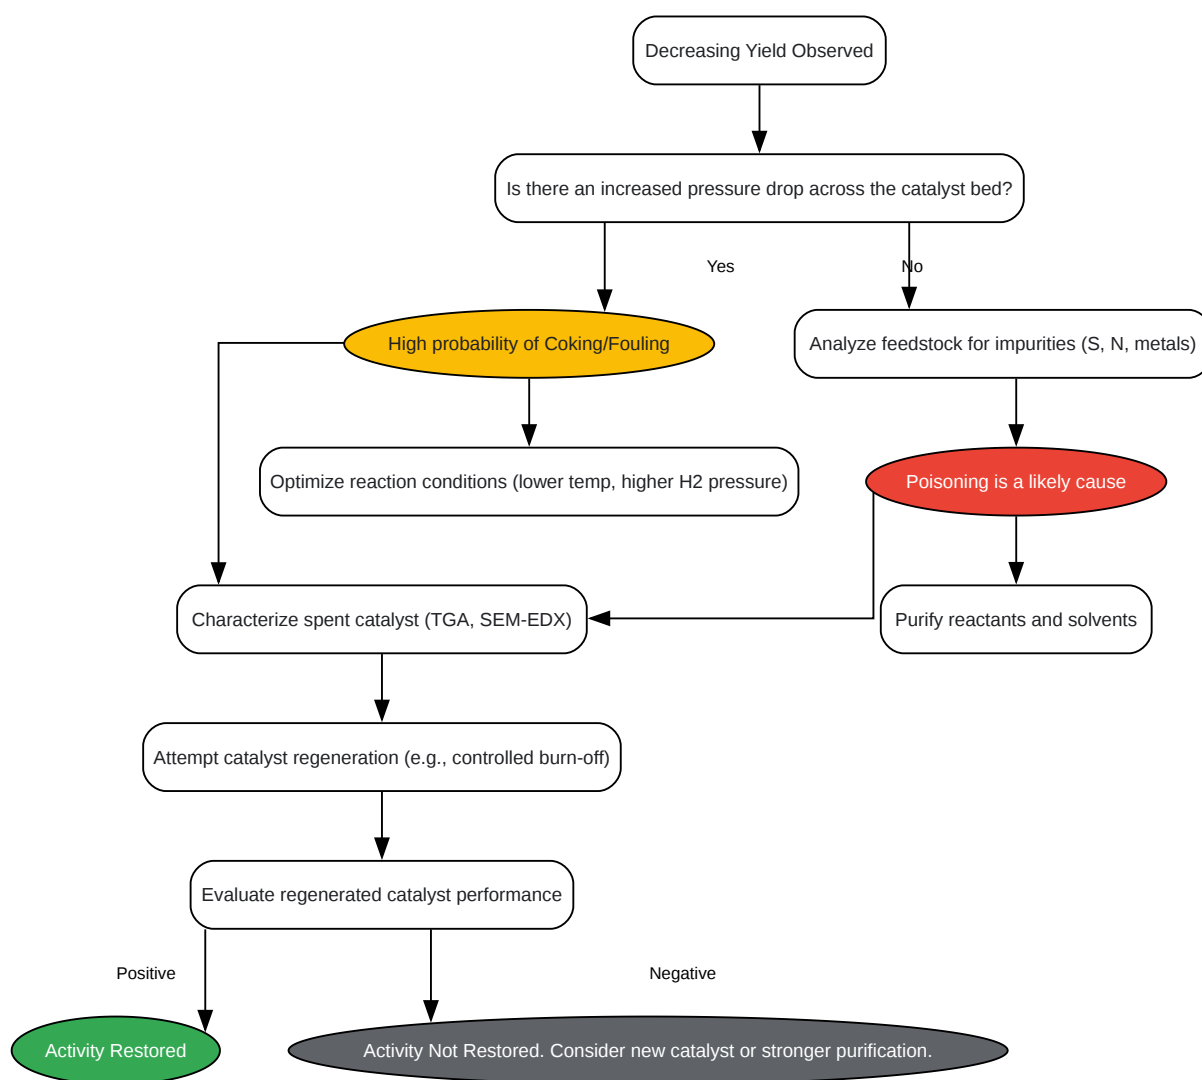 Decreasing Yield Observed
Is there an increased pressure drop across the catalyst bed?
Yes
No
High probability of Coking/Fouling
Analyze feedstock for impurities (S, N, metals)
Optimize reaction conditions (lower temp, higher H2 pressure)
Poisoning is a likely cause
Characterize spent catalyst (TGA, SEM-EDX)
Purify reactants and solvents
Attempt catalyst regeneration (e.g., controlled burn-off)
Evaluate regenerated catalyst performance
Positive
Negative
Activity Restored
Activity Not Restored. Consider new catalyst or stronger purification.